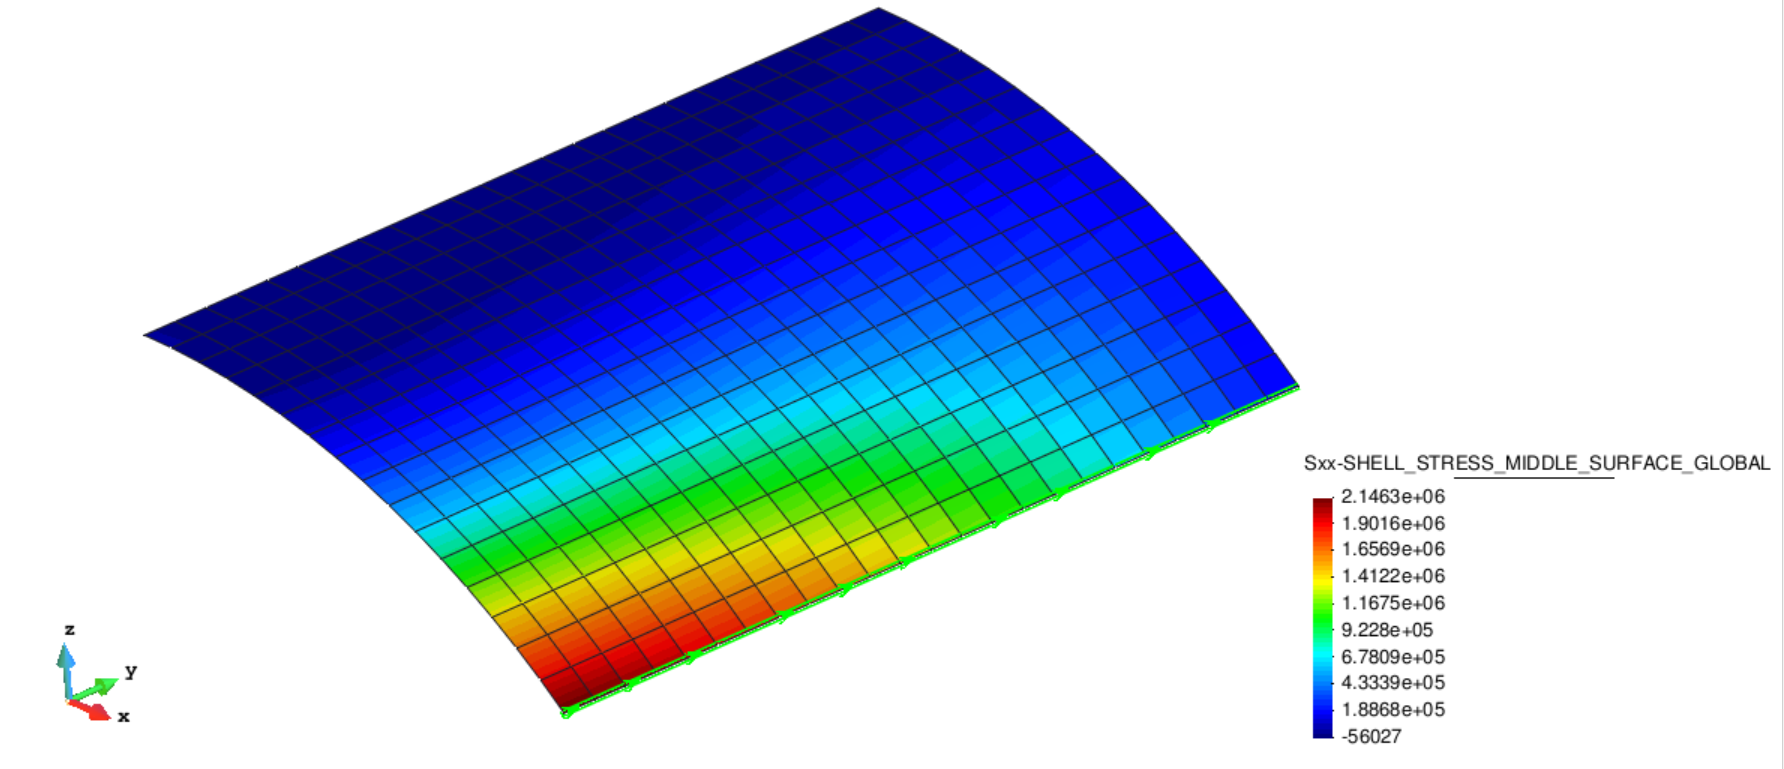 z
y
x
Sxx-SHELL_STRESS_MIDDLE_SURFACE_GLOBAL
2.1463e+06
1.9016e+06
1.6569e+06
1.4122e+06
1.1675e+06
9.228e+05
6.7809e+05
4.3339e+05
1.8868e+05
-56027